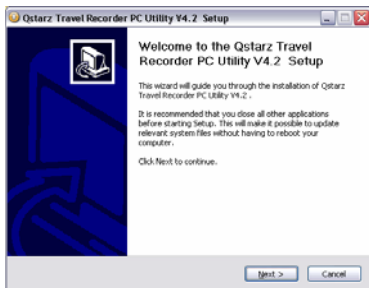 Qstarz Travel Recorder PC Utility V4.2 Setup
Welcome to the Qstarz Travel
Recorder PC Utility V4.2 Setup
This wizard will guide you through the installation of Qstarz
Travel Recorder PC Utility V4.2 .
It is recommended that you close all other applications
before starting Setup. This will make it possible to update
relevant system files without having to reboot your
computer.
Click Next to continue.
Next >
Cancel